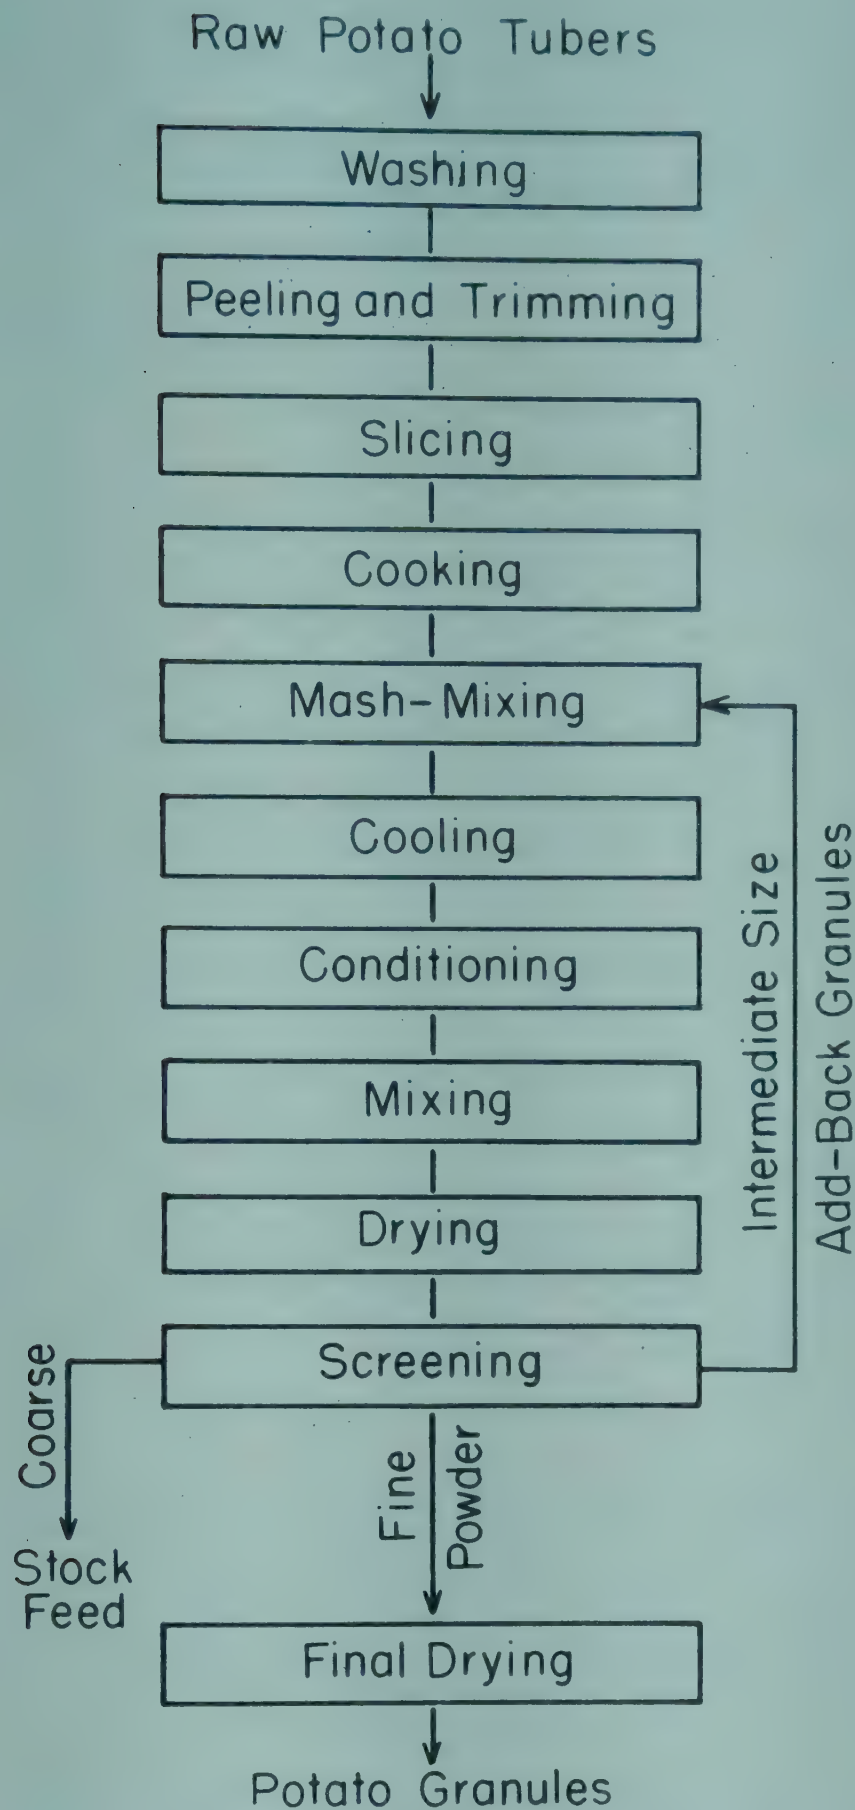 Raw Potato Tubers
Washing
Peeling and Trimming
Slicing
Cooking
Mash-Mixing
Cooling
Conditioning
Mixing
Drying
Screening
Intermediate Size
Add-Back Granules
Coarse
Stock
Feed
Fine
Powder
Final Drying
Potato Granules